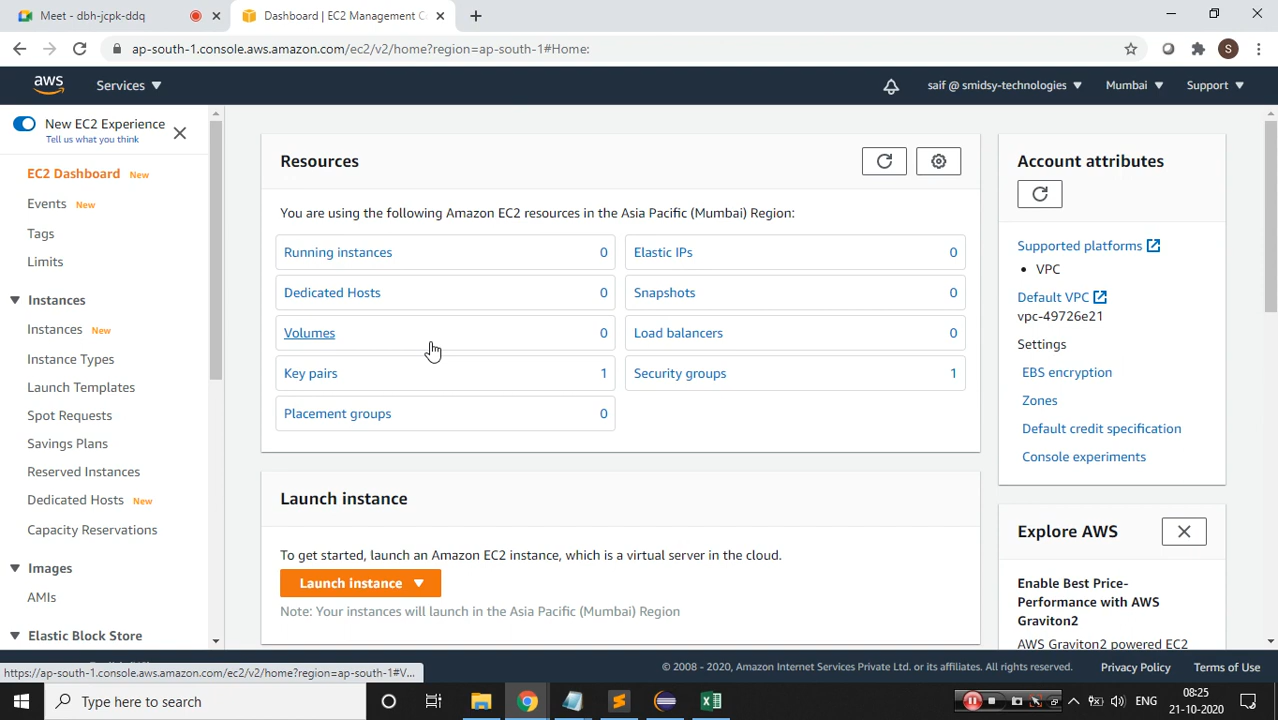 Meet - dbh-jcpk-ddq
Dashboard | EC2 Management C
ap-south-1.console.aws.amazon.com/ec2/v2/home?region=ap-south-1#Home:
S
aws
Services
saif @ smidsy-technologies
Mumbai
Support
New EC2 Experience
Tell us what you think
EC2 Dashboard New
Events New
Tags
Limits
Instances
Instances New
Instance Types
Launch Templates
Spot Requests
Savings Plans
Reserved Instances
Dedicated Hosts New
Capacity Reservations
Images
AMIs
Elastic Block Store
Resources
You are using the following Amazon EC2 resources in the Asia Pacific (Mumbai) Region:
Running instances 0
Elastic IPs 0
Dedicated Hosts 0
Snapshots 0
Volumes 0
Load balancers 0
Key pairs 1
Security groups 1
Placement groups 0
Launch instance
To get started, launch an Amazon EC2 instance, which is a virtual server in the cloud.
Launch instance
Note: Your instances will launch in the Asia Pacific (Mumbai) Region
Account attributes
Supported platforms
VPC
Default VPC
vpc-49726e21
Settings
EBS encryption
Zones
Default credit specification
Console experiments
Explore AWS
Enable Best Price-
Performance with AWS
Graviton2
AWS Graviton2 powered EC2
https://ap-south-1.console.aws.amazon.com/ec2/v2/home?region=ap-south-1#V...
© 2008 - 2020, Amazon Internet Services Private Ltd. or its affiliates. All rights reserved.
Privacy Policy
Terms of Use
Type here to search
ENG
08:25
21-10-2020